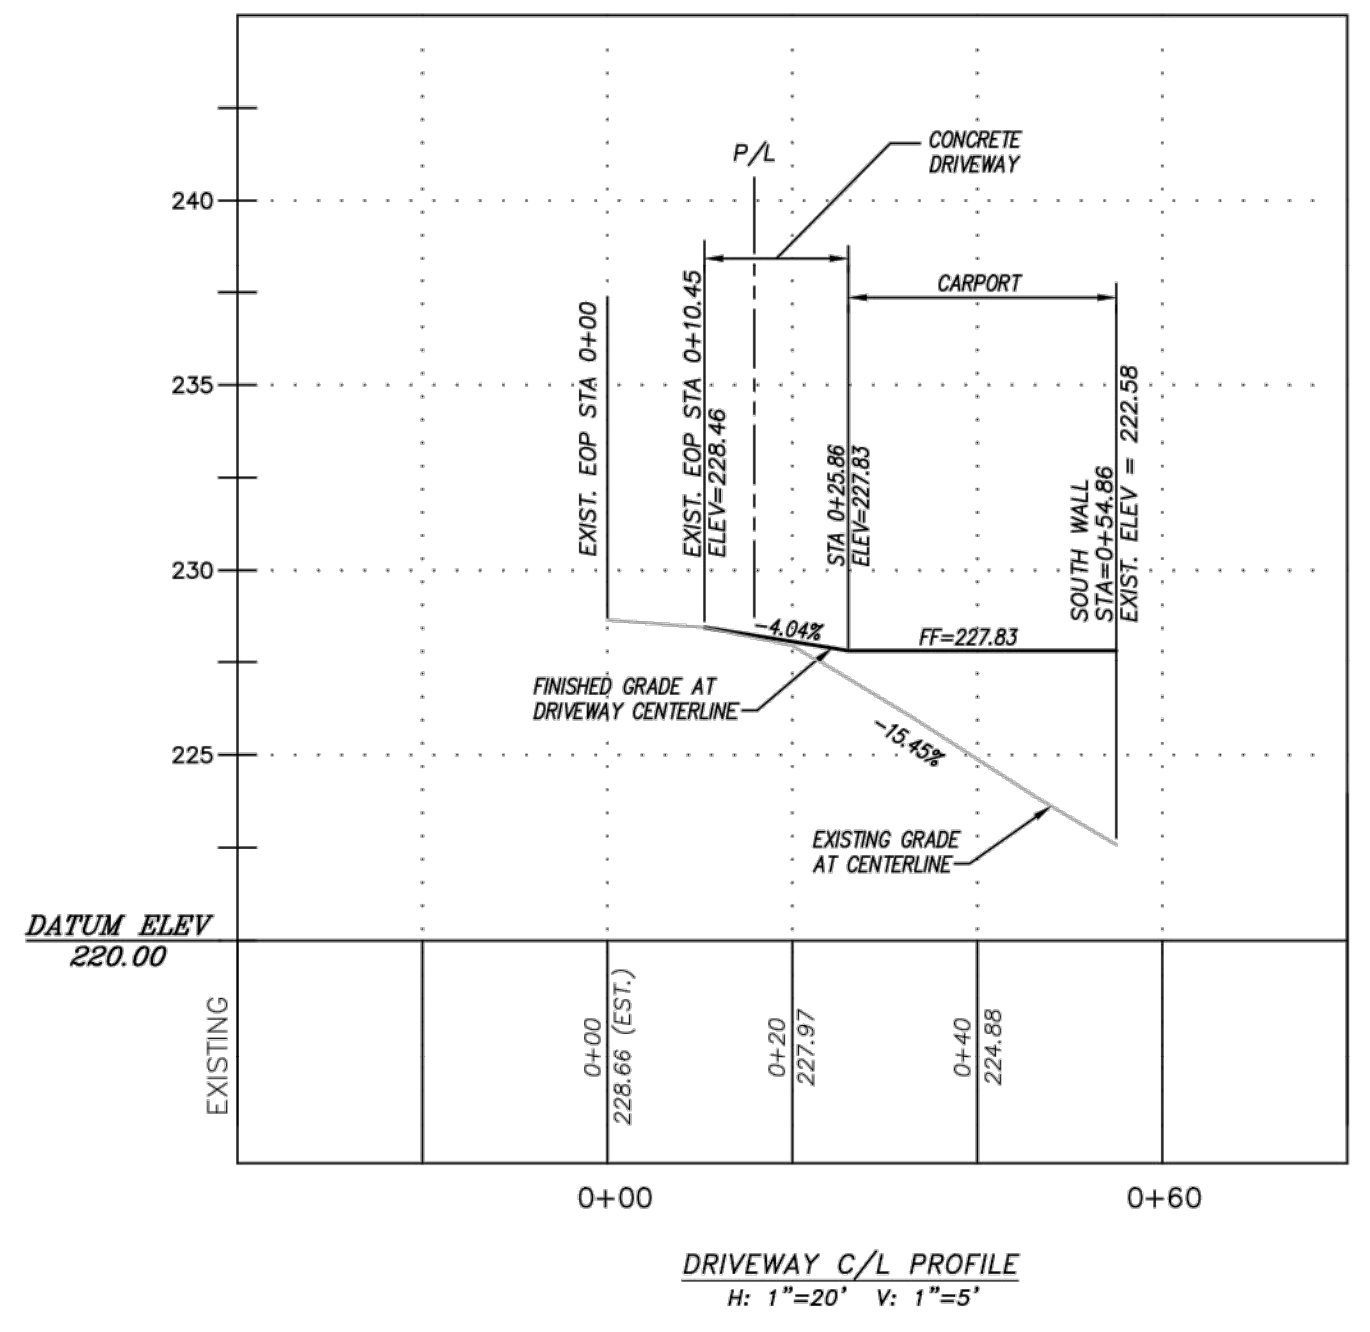 CONCRETE
DRIVEWAY
P/L
240
CARPORT
EXIST. EOP STA 0+00
EXIST. EOP STA 0+10.45
ELEV=228.46
STA 0+25.86
ELEV=227.83
SOUTH WALL
STA=0+54.86
EXIST. ELEV = 222.58
235
230
-4.04%
FF=227.83
FINISHED GRADE AT
DRIVEWAY CENTERLINE
-15.45%
225
EXISTING GRADE
AT CENTERLINE
DATUM ELEV
220.00
EXISTING
0+00
228.66 (EST.)
0+20
227.97
0+40
224.88
0+00
0+60
DRIVEWAY C/L PROFILE
H: 1"=20' V: 1"=5'